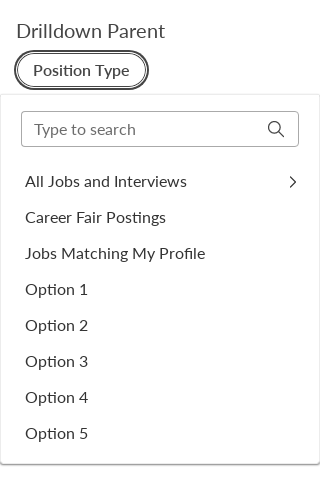 Drilldown Parent
Position Type
Type to search
All Jobs and Interviews
Career Fair Postings
Jobs Matching My Profile
Option 1
Option 2
Option 3
Option 4
Option 5